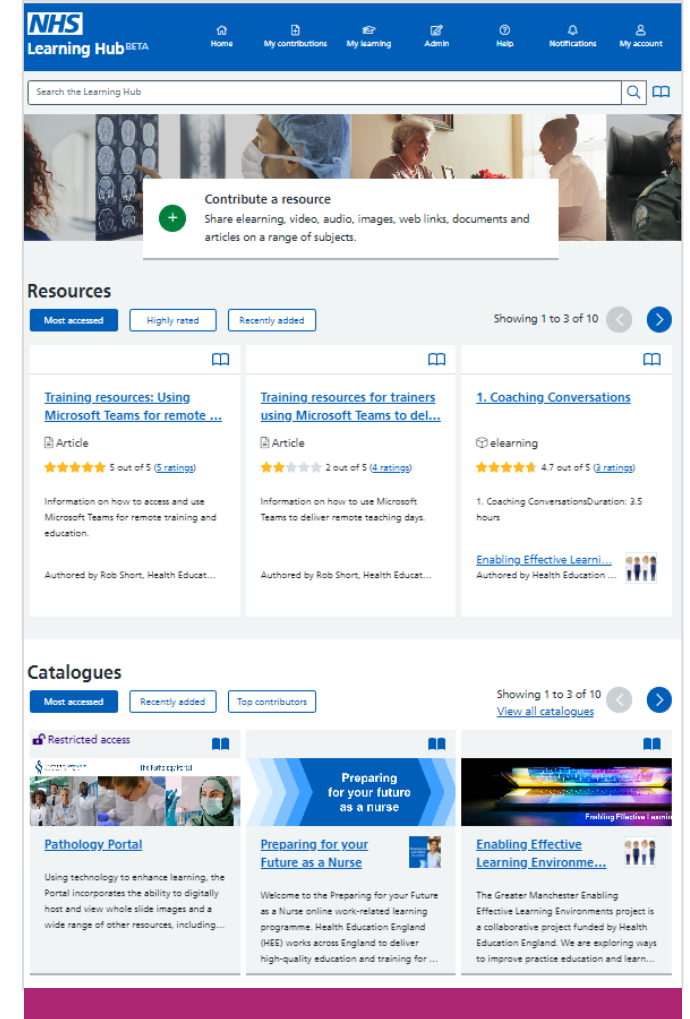 NHS
Learning Hub BETA
Home
My contributions
My learning
Admin
Help
Notifications
My account
Search the Learning Hub
Contribute a resource
Share elearning, video, audio, images, web links, documents and
articles on a range of subjects.
Resources
Most accessed
Highly rated
Recently added
Showing 1 to 3 of 10
Training resources: Using
Microsoft Teams for remote ...
Article
5 out of 5 (5 ratings)
Information on how to access and use
Microsoft Teams for remote training and
education.
Authored by Rob Short, Health Educat...
Training resources for trainers
using Microsoft Teams to del...
Article
2 out of 5 (4 ratings)
Information on how to use Microsoft
Teams to deliver remote teaching days.
Authored by Rob Short, Health Educat...
1. Coaching Conversations
elearning
4.7 out of 5 (3 ratings)
1. Coaching ConversationsDuration: 3.5
hours
Enabling Effective Learni...
Authored by Health Education ...
Catalogues
Most accessed
Recently added
Top contributors
Showing 1 to 3 of 10
View all catalogues
Restricted access
The Pathology Portal
Pathology Portal
Using technology to enhance learning, the
Portal incorporates the ability to digitally
host and view whole slide images and a
wide range of other resources, including...
Preparing
for your future
as a nurse
Preparing for your
Future as a Nurse
Welcome to the Preparing for your Future
as a Nurse online work-related learning
programme. Health Education England
(HEE) works across England to deliver
high-quality education and training for ...
Enabling Effective Learnin
Enabling Effective
Learning Environme...
The Greater Manchester Enabling
Effective Learning Environments project is
a collaborative project funded by Health
Education England. We are exploring ways
to improve practice education and learn...